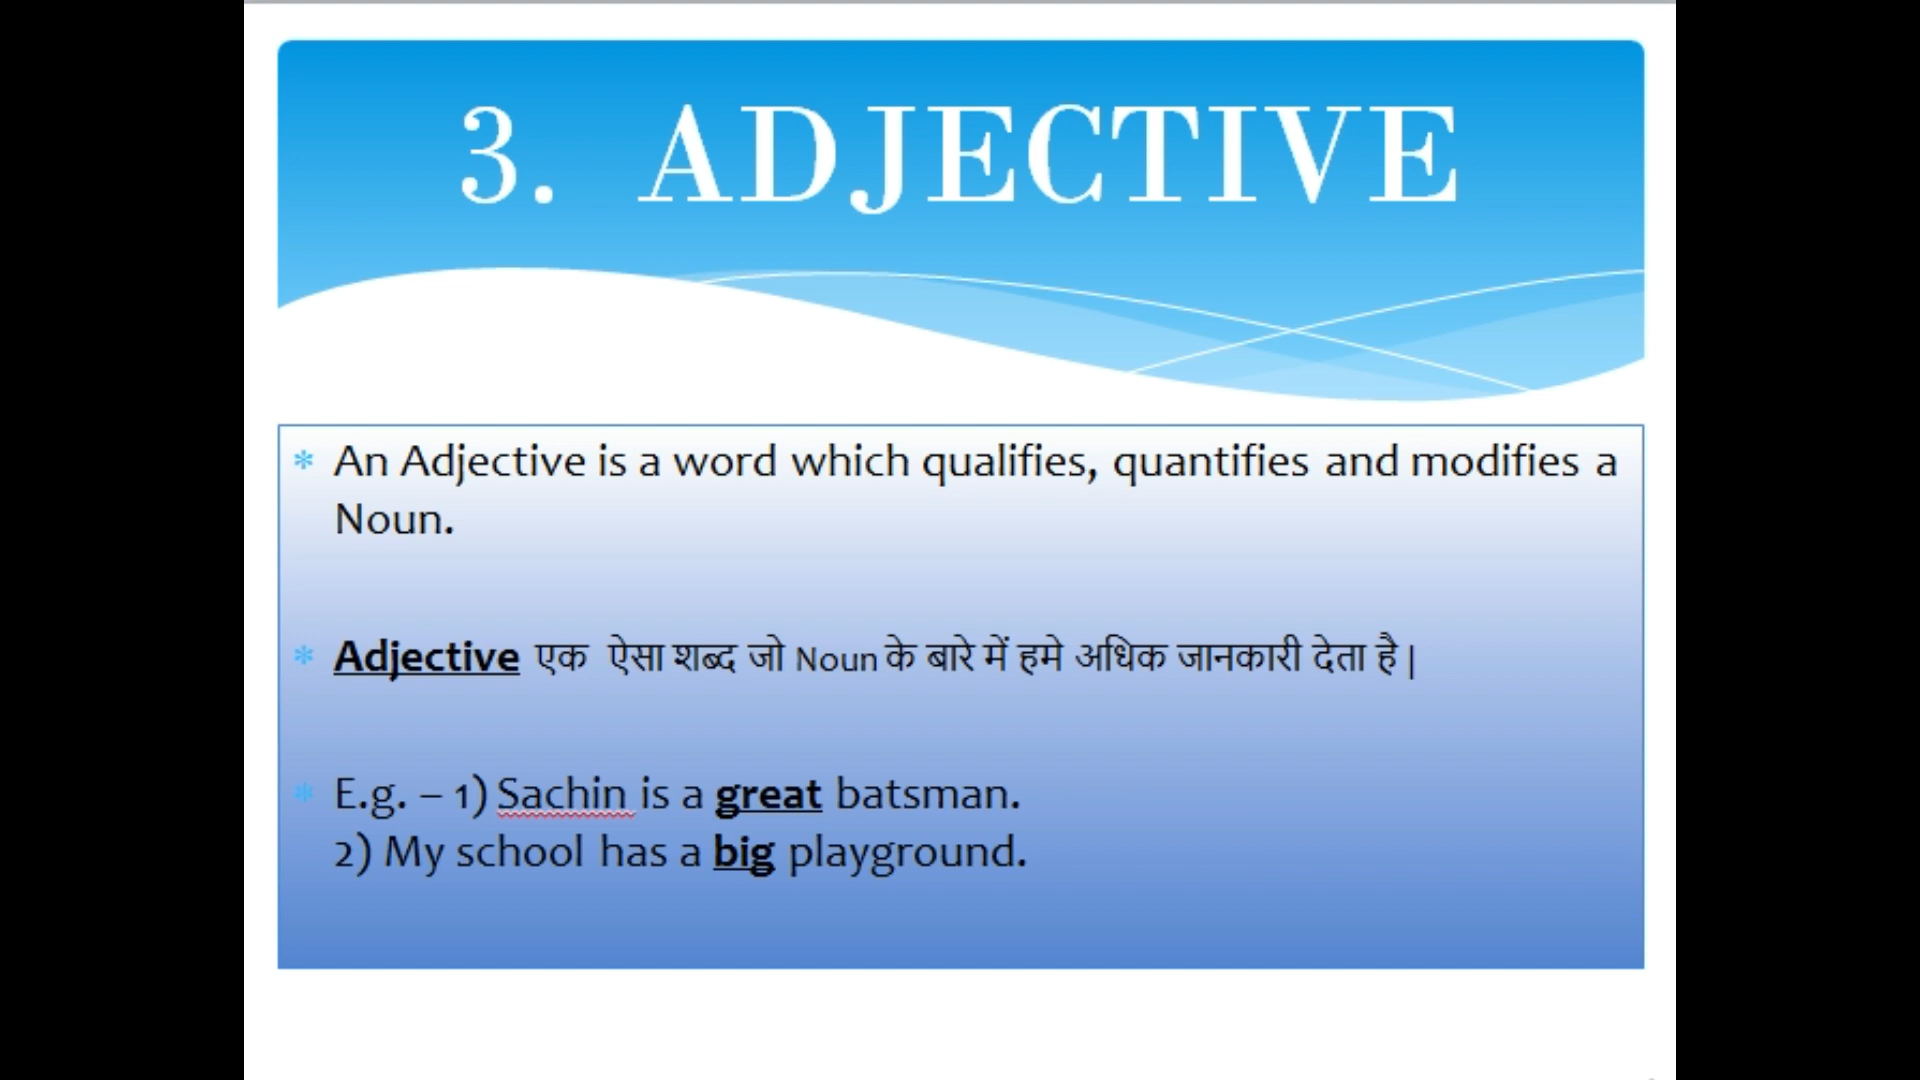 3. ADJECTIVE
* An Adjective is a word which qualifies, quantifies and modifies a
Noun.
* Adjective एक ऐसा शब्द जो Noun के बारे में हमे अधिक जानकारी देता है |
* E.g. – 1) Sachin is a great batsman.
2) My school has a big playground.